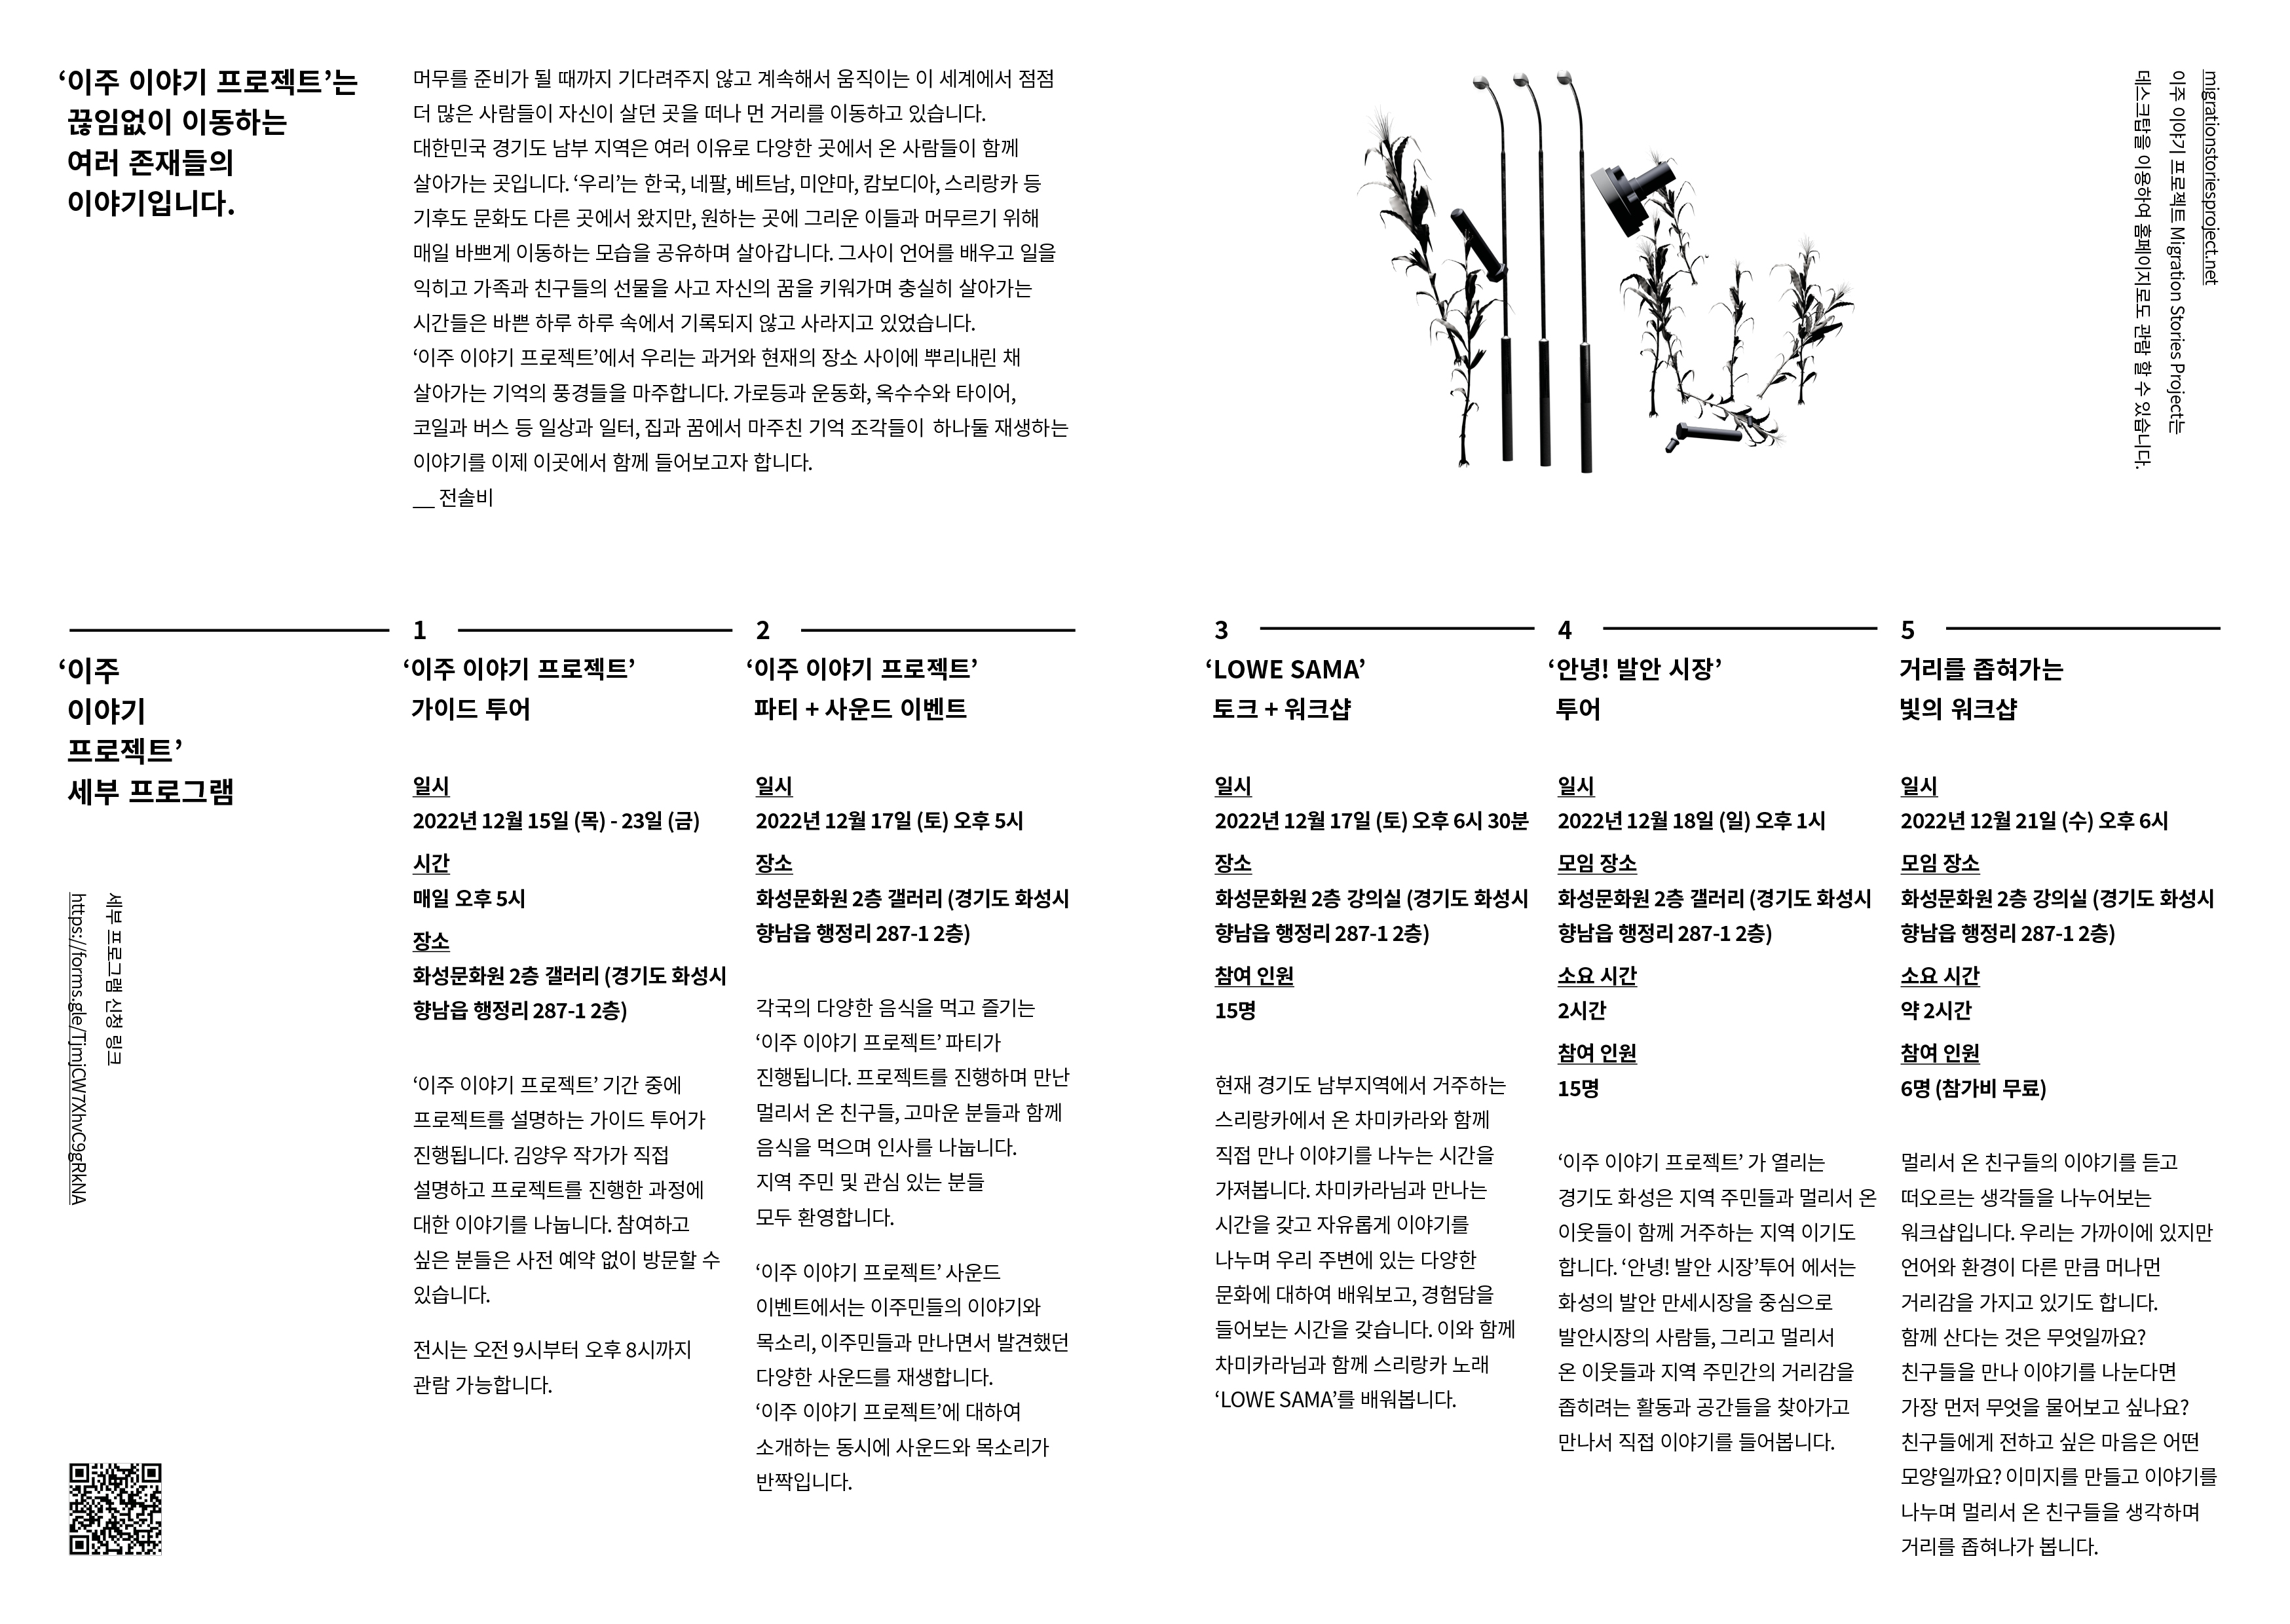 ‘이주 이야기 프로젝트’는
끊임없이 이동하는
여러 존재들의
이야기입니다.
머무를 준비가 될 때까지 기다려주지 않고 계속해서 움직이는 이 세계에서 점점
더 많은 사람들이 자신이 살던 곳을 떠나 먼 거리를 이동하고 있습니다.
대한민국 경기도 남부 지역은 여러 이유로 다양한 곳에서 온 사람들이 함께
살아가는 곳입니다. ‘우리’는 한국, 네팔, 베트남, 미얀마, 캄보디아, 스리랑카 등
기후도 문화도 다른 곳에서 왔지만, 원하는 곳에 그리운 이들과 머무르기 위해
매일 바쁘게 이동하는 모습을 공유하며 살아갑니다. 그사이 언어를 배우고 일을
익히고 가족과 친구들의 선물을 사고 자신의 꿈을 키워가며 충실히 살아가는
시간들은 바쁜 하루 하루 속에서 기록되지 않고 사라지고 있었습니다.
‘이주 이야기 프로젝트’에서 우리는 과거와 현재의 장소 사이에 뿌리내린 채
살아가는 기억의 풍경들을 마주합니다. 가로등과 운동화, 옥수수와 타이어,
코일과 버스 등 일상과 일터, 집과 꿈에서 마주친 기억 조각들이 하나둘 재생하는
이야기를 이제 이곳에서 함께 들어보고자 합니다.
__ 전솔비
migrationstoriesproject.net
이주 이야기 프로젝트 Migration Stories Project는
데스크탑을 이용하여 홈페이지로도 관람 할 수 있습니다.
‘이주
이야기
프로젝트’
세부 프로그램
세부 프로그램 신청 링크
https://forms.gle/TjmjCW7XhvC9gRkNA
1
‘이주 이야기 프로젝트’
가이드 투어
일시
2022년 12월 15일 (목) - 23일 (금)
시간
매일 오후 5시
장소
화성문화원 2층 갤러리 (경기도 화성시
향남읍 행정리 287-1 2층)
‘이주 이야기 프로젝트’ 기간 중에
프로젝트를 설명하는 가이드 투어가
진행됩니다. 김양우 작가가 직접
설명하고 프로젝트를 진행한 과정에
대한 이야기를 나눕니다. 참여하고
싶은 분들은 사전 예약 없이 방문할 수
있습니다.
전시는 오전 9시부터 오후 8시까지
관람 가능합니다.
2
‘이주 이야기 프로젝트’
파티 + 사운드 이벤트
일시
2022년 12월 17일 (토) 오후 5시
장소
화성문화원 2층 갤러리 (경기도 화성시
향남읍 행정리 287-1 2층)
각국의 다양한 음식을 먹고 즐기는
‘이주 이야기 프로젝트’ 파티가
진행됩니다. 프로젝트를 진행하며 만난
멀리서 온 친구들, 고마운 분들과 함께
음식을 먹으며 인사를 나눕니다.
지역 주민 및 관심 있는 분들
모두 환영합니다.
‘이주 이야기 프로젝트’ 사운드
이벤트에서는 이주민들의 이야기와
목소리, 이주민들과 만나면서 발견했던
다양한 사운드를 재생합니다.
‘이주 이야기 프로젝트’에 대하여
소개하는 동시에 사운드와 목소리가
반짝입니다.
3
‘LOWE SAMA’
토크 + 워크샵
일시
2022년 12월 17일 (토) 오후 6시 30분
장소
화성문화원 2층 강의실 (경기도 화성시
향남읍 행정리 287-1 2층)
참여 인원
15명
현재 경기도 남부지역에서 거주하는
스리랑카에서 온 차미카라와 함께
직접 만나 이야기를 나누는 시간을
가져봅니다. 차미카라님과 만나는
시간을 갖고 자유롭게 이야기를
나누며 우리 주변에 있는 다양한
문화에 대하여 배워보고, 경험담을
들어보는 시간을 갖습니다. 이와 함께
차미카라님과 함께 스리랑카 노래
‘LOWE SAMA’를 배워봅니다.
4
‘안녕! 발안 시장’
투어
일시
2022년 12월 18일 (일) 오후 1시
모임 장소
화성문화원 2층 갤러리 (경기도 화성시
향남읍 행정리 287-1 2층)
소요 시간
2시간
참여 인원
15명
‘이주 이야기 프로젝트’ 가 열리는
경기도 화성은 지역 주민들과 멀리서 온
이웃들이 함께 거주하는 지역 이기도
합니다. ‘안녕! 발안 시장’투어 에서는
화성의 발안 만세시장을 중심으로
발안시장의 사람들, 그리고 멀리서
온 이웃들과 지역 주민간의 거리감을
좁히려는 활동과 공간들을 찾아가고
만나서 직접 이야기를 들어봅니다.
5
거리를 좁혀가는
빛의 워크샵
일시
2022년 12월 21일 (수) 오후 6시
모임 장소
화성문화원 2층 강의실 (경기도 화성시
향남읍 행정리 287-1 2층)
소요 시간
약 2시간
참여 인원
6명 (참가비 무료)
멀리서 온 친구들의 이야기를 듣고
떠오르는 생각들을 나누어보는
워크샵입니다. 우리는 가까이에 있지만
언어와 환경이 다른 만큼 머나먼
거리감을 가지고 있기도 합니다.
함께 산다는 것은 무엇일까요?
친구들을 만나 이야기를 나눈다면
가장 먼저 무엇을 물어보고 싶나요?
친구들에게 전하고 싶은 마음은 어떤
모양일까요? 이미지를 만들고 이야기를
나누며 멀리서 온 친구들을 생각하며
거리를 좁혀나가 봅니다.